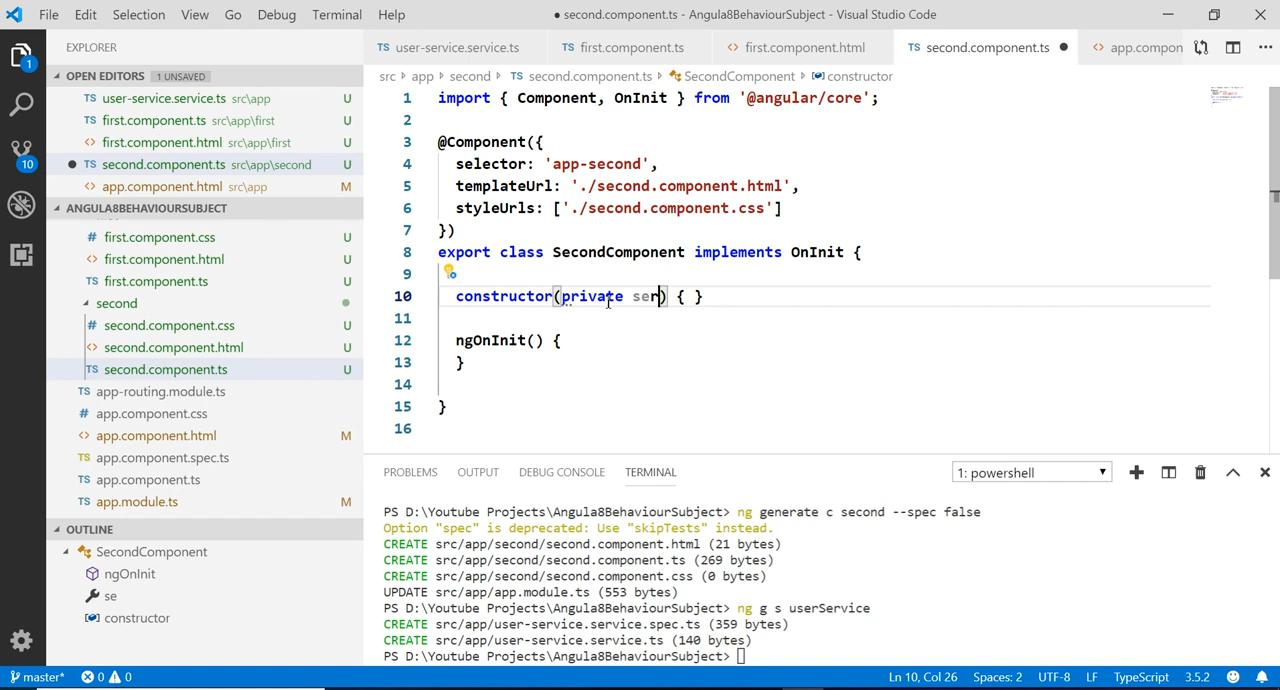 File Edit Selection View Go Debug Terminal Help
● second.component.ts - Angula8BehaviourSubject - Visual Studio Code
EXPLORER
OPEN EDITORS 1 UNSAVED
TS user-service.service.ts src\app U
TS first.component.ts src\app\first U
<> first.component.html src\app\first U
● TS second.component.ts src\app\second U
<> app.component.html src\app M
ANGULA8BEHAVIOURSUBJECT
# first.component.css U
<> first.component.html U
TS first.component.ts U
second
# second.component.css U
<> second.component.html U
TS second.component.ts U
TS app-routing.module.ts
# app.component.css
<> app.component.html M
TS app.component.spec.ts
TS app.component.ts
TS app.module.ts M
OUTLINE
SecondComponent
ngOnInit
se
constructor
1
10
TS user-service.service.ts TS first.component.ts <> first.component.html TS second.component.ts ● <> app.compon
src > app > second > TS second.component.ts > SecondComponent > constructor
1 import { Component, OnInit } from '@angular/core';
2
3 @Component({
4 selector: 'app-second',
5 templateUrl: './second.component.html',
6 styleUrls: ['./second.component.css']
7 })
8 export class SecondComponent implements OnInit {
9
10 constructor(private ser) { }
11
12 ngOnInit() {
13 }
14
15 }
16
PROBLEMS OUTPUT DEBUG CONSOLE TERMINAL 1: powershell
PS D:\Youtube Projects\Angula8BehaviourSubject> ng generate c second --spec false
Option "spec" is deprecated: Use "skipTests" instead.
CREATE src/app/second/second.component.html (21 bytes)
CREATE src/app/second/second.component.ts (269 bytes)
CREATE src/app/second/second.component.css (0 bytes)
UPDATE src/app/app.module.ts (553 bytes)
PS D:\Youtube Projects\Angula8BehaviourSubject> ng g s userService
CREATE src/app/user-service.service.spec.ts (359 bytes)
CREATE src/app/user-service.service.ts (140 bytes)
PS D:\Youtube Projects\Angula8BehaviourSubject>
master* 0 0 Ln 10, Col 26 Spaces: 2 UTF-8 LF TypeScript 3.5.2